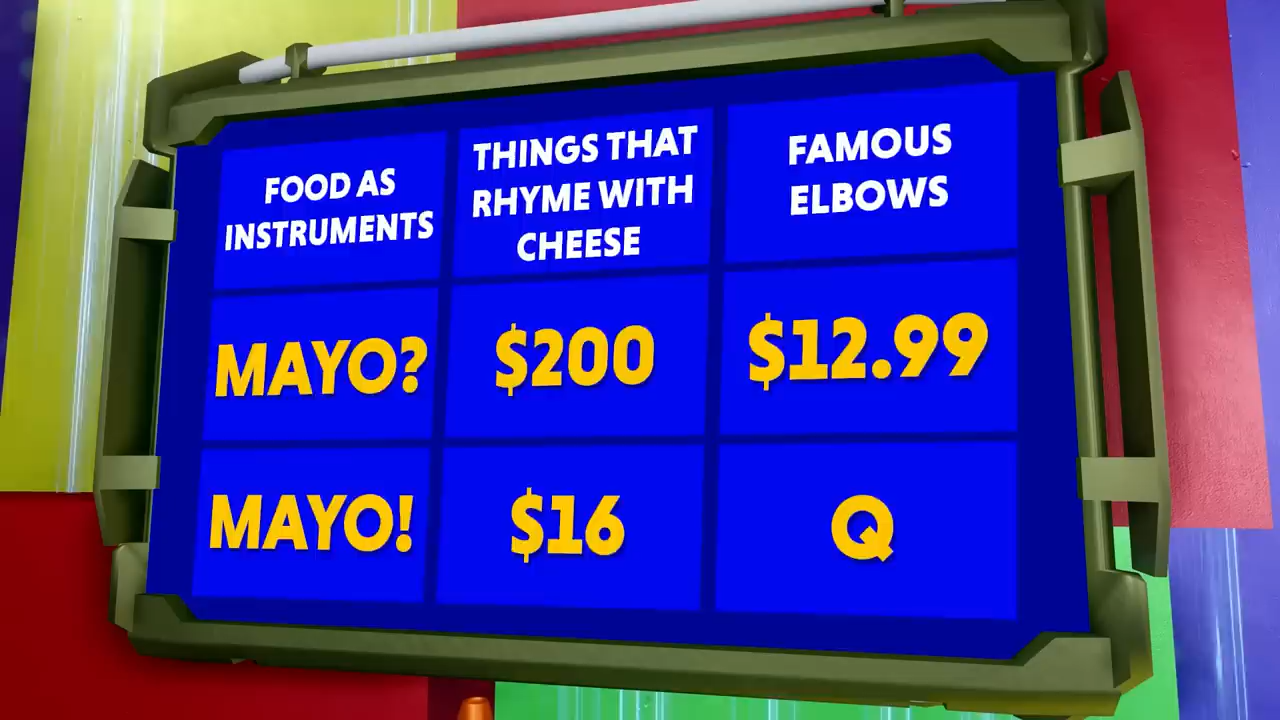 FOOD AS
INSTRUMENTS
THINGS THAT
RHYME WITH
CHEESE
FAMOUS
ELBOWS
MAYO?
$200
$12.99
MAYO!
$16
Q